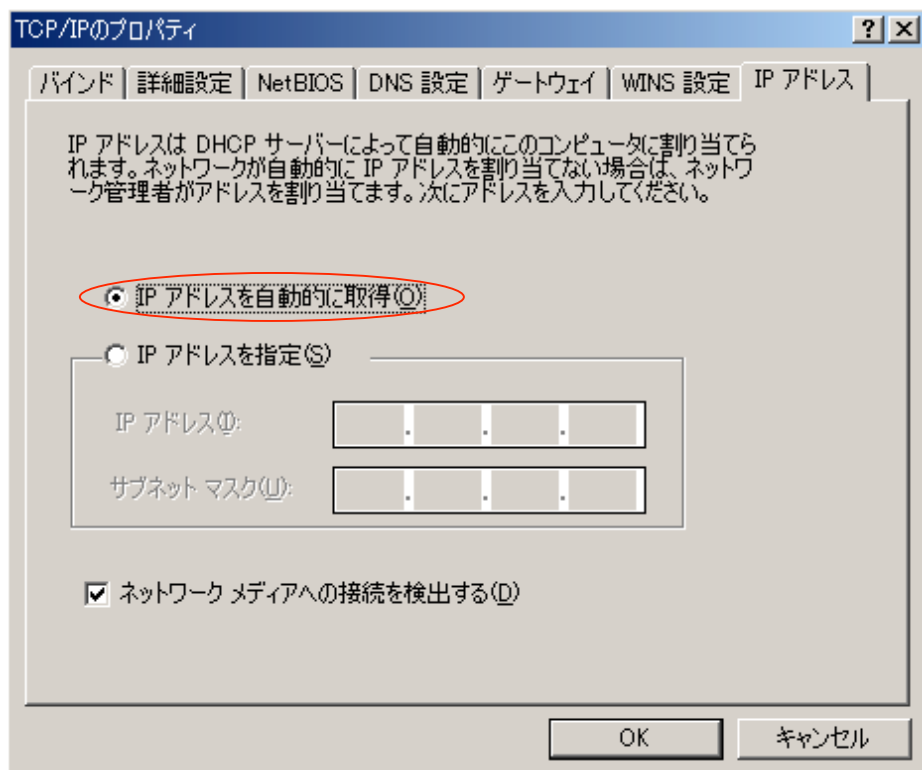 TCP/IPのプロパティ
バインド 詳細設定 NetBIOS DNS 設定 ゲートウェイ WINS 設定 IP アドレス
IP アドレスは DHCP サーバーによって自動的にこのコンピュータに割り当てら
れます。ネットワークが自動的に IP アドレスを割り当てない場合は、ネットワ
ーク管理者がアドレスを割り当てます。次にアドレスを入力してください。
IP アドレスを自動的に取得(O)
IP アドレスを指定(S)
IP アドレス(I):
サブネット マスク(U):
ネットワーク メディアへの接続を検出する(D)
OK キャンセル